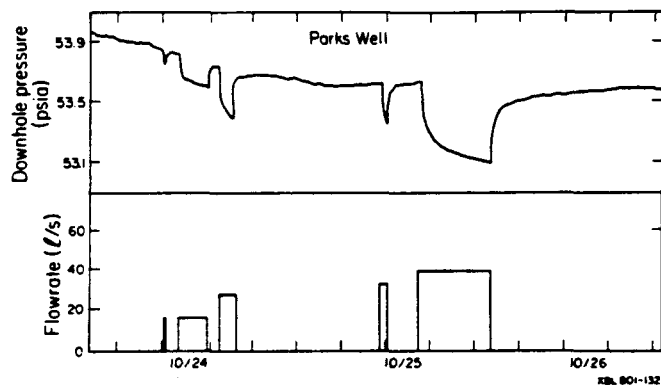 Parks Well
Downhole pressure
(psia)
53.9
53.5
53.1
Flowrate (ℓ/s)
60
40
20
0
10/24
10/25
10/26
XBL 801-132